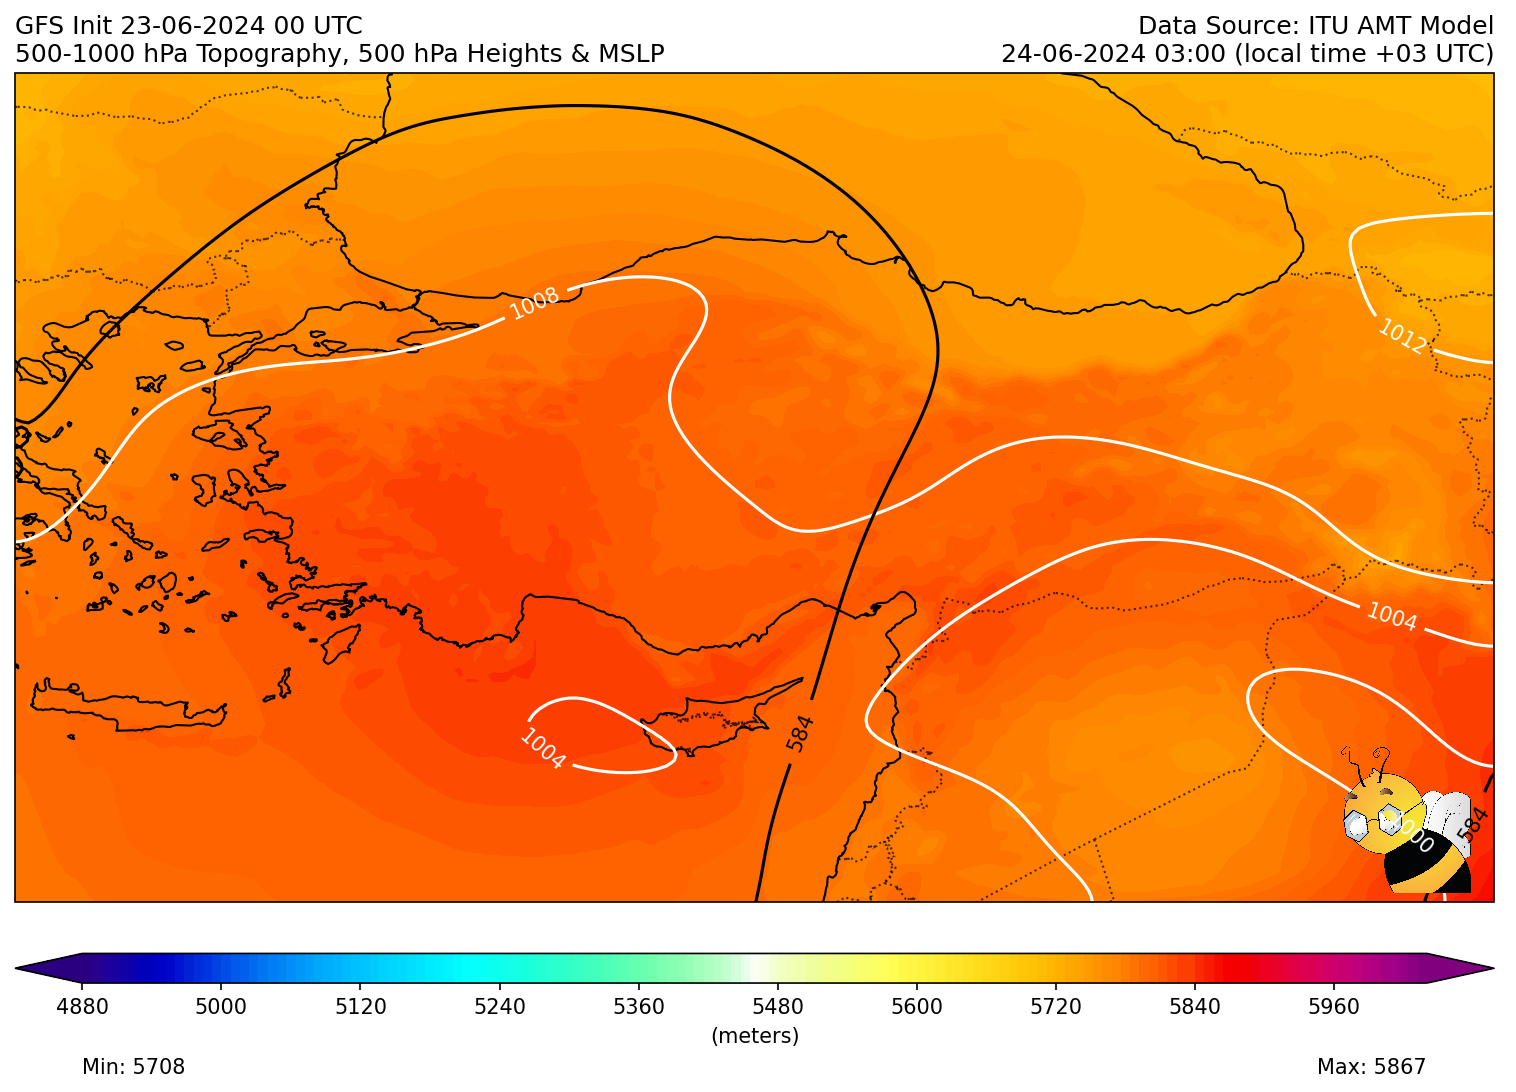 GFS Init 23-06-2024 00 UTC
Data Source: ITU AMT Model
500-1000 hPa Topography, 500 hPa Heights & MSLP
24-06-2024 03:00 (local time +03 UTC)
1008
1012
1004
584
1004
1000
584
4880 5000 5120 5240 5360 5480 5600 5720 5840 5960
(meters)
Min: 5708
Max: 5867